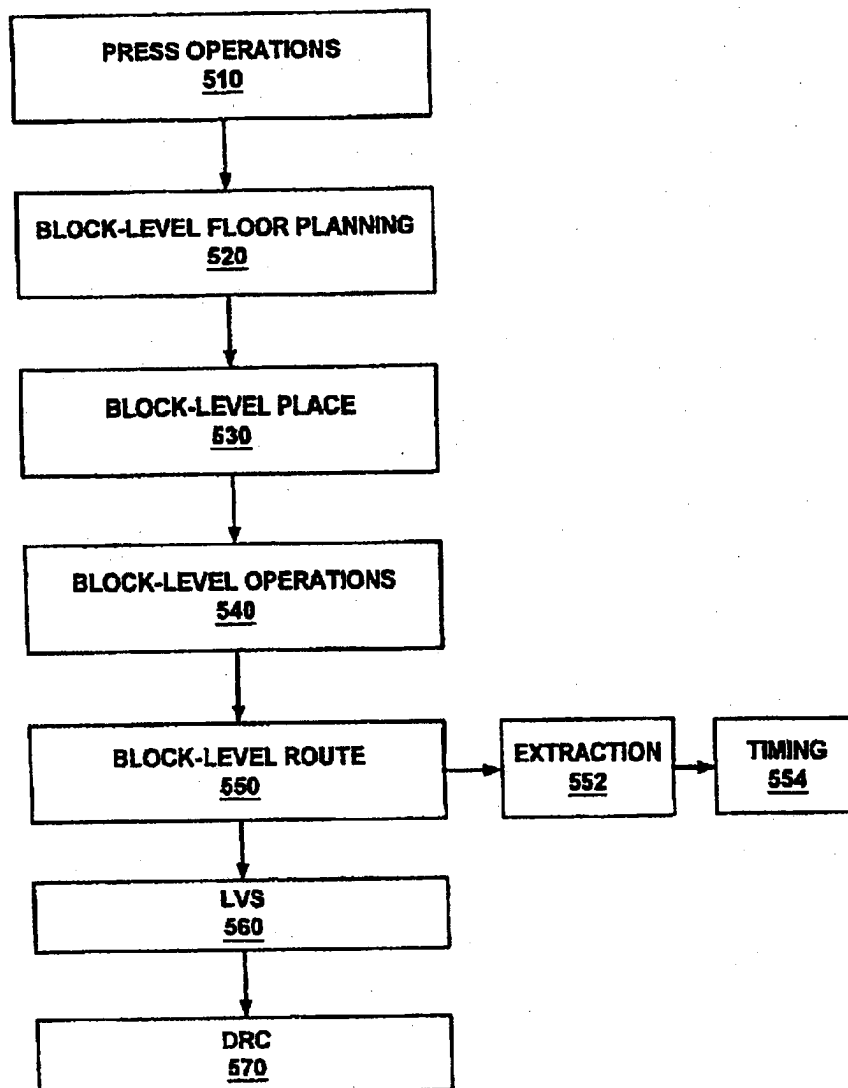 PRESS OPERATIONS
510
BLOCK-LEVEL FLOOR PLANNING
520
BLOCK-LEVEL PLACE
530
BLOCK-LEVEL OPERATIONS
540
BLOCK-LEVEL ROUTE
550
EXTRACTION
552
TIMING
554
LVS
560
DRC
570